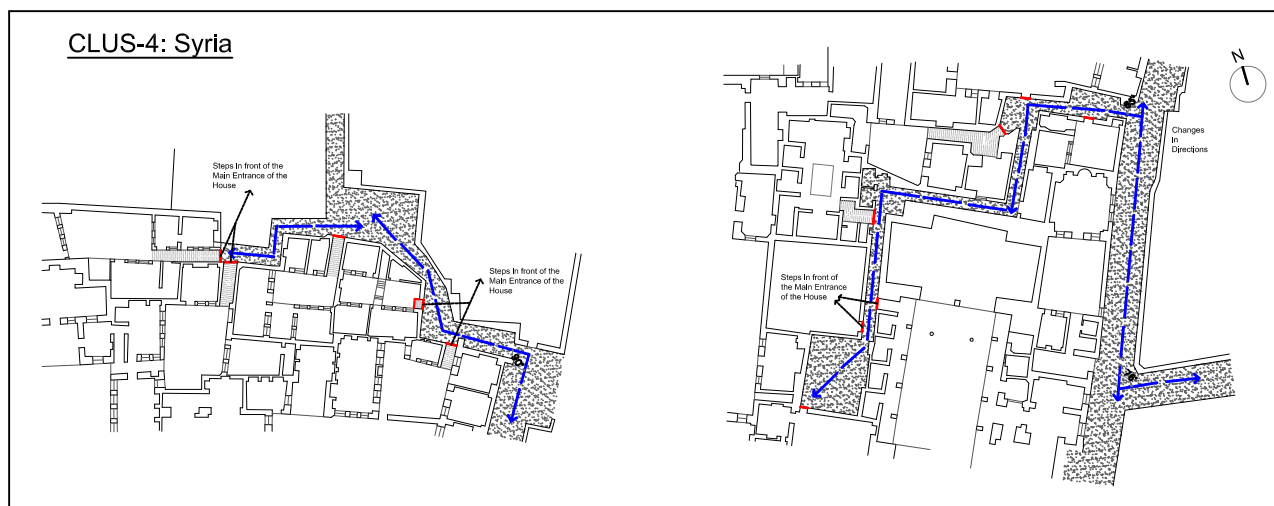 CLUS-4: Syria
Steps In front of the
Main Entrance of the
House
Steps In front of the
Main Entrance of the
House
N
Changes
In
Directions
Steps In front of
the Main Entrance
of the House